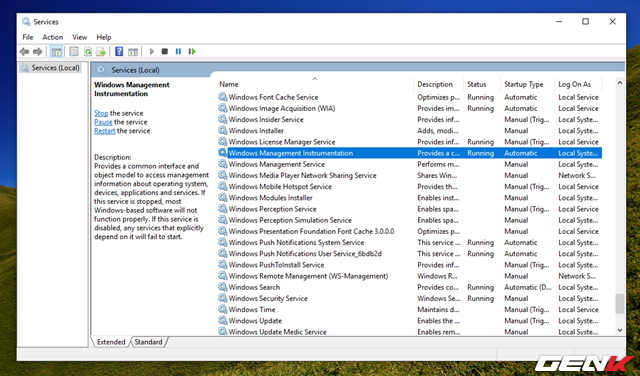 Services
File Action View Help
Services (Local)
Services (Local)
Windows Management Instrumentation
Stop the service
Pause the service
Restart the service
Description:
Provides a common interface and
object model to access management
information about operating system,
devices, applications and services. If
this service is stopped, most
Windows-based software will not
function properly. If this service is
disabled, any services that explicitly
depend on it will fail to start.
Name Description Status Startup Type Log On As
Windows Font Cache Service Optimizes p... Running Automatic Local Service
Windows Image Acquisition (WIA) Provides im... Running Automatic Local Service
Windows Insider Service Provides inf... Manual (Trig... Local Syste...
Windows Installer Adds, modi... Manual Local Syste...
Windows License Manager Service Provides inf... Running Manual (Trig... Local Service
Windows Management Instrumentation Provides a c... Running Automatic Local Syste...
Windows Management Service Performs m... Manual Local Syste...
Windows Media Player Network Sharing Service Shares Win... Manual Network S...
Windows Mobile Hotspot Service Provides th... Manual (Trig... Local Service
Windows Modules Installer Enables inst... Manual Local Syste...
Windows Perception Service Enables spa... Manual (Trig... Local Service
Windows Perception Simulation Service Enables spa... Manual Local Syste...
Windows Presentation Foundation Font Cache 3.0.0.0 Optimizes p... Manual Local Service
Windows Push Notifications System Service This service ... Running Automatic Local Syste...
Windows Push Notifications User Service_6bdb2d This service ... Running Automatic Local Syste...
Windows PushToInstall Service Provides inf... Manual (Trig... Local Syste...
Windows Remote Management (WS-Management) Windows R... Manual Network S...
Windows Search Provides co... Running Automatic (D... Local Syste...
Windows Security Service Windows Se... Running Manual Local Syste...
Windows Time Maintains d... Manual (Trig... Local Service
Windows Update Enables the ... Manual (Trig... Local Syste...
Windows Update Medic Service Enables rem... Manual Local Syste...
Extended Standard
GENK